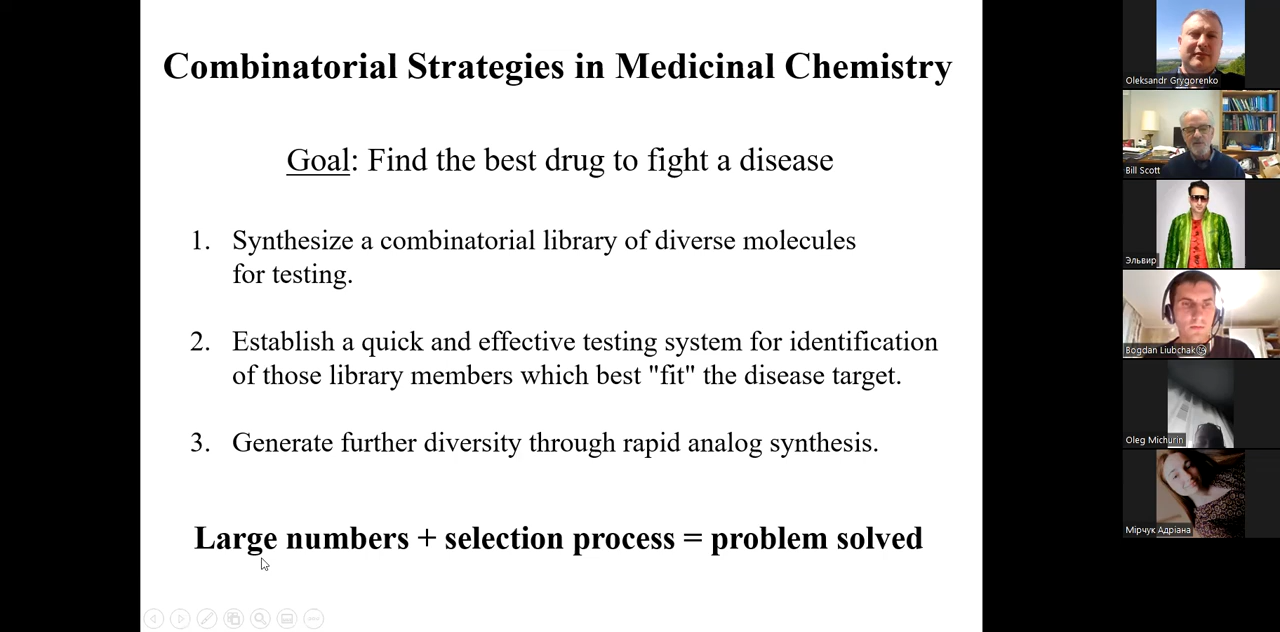 Combinatorial Strategies in Medicinal Chemistry
Goal: Find the best drug to fight a disease
1. Synthesize a combinatorial library of diverse molecules
for testing.
2. Establish a quick and effective testing system for identification
of those library members which best "fit" the disease target.
3. Generate further diversity through rapid analog synthesis.
Large numbers + selection process = problem solved
Oleksandr Grygorenko
Bill Scott
Эльвир
Bogdan Liubchak
Oleg Michurin
Мірчук Адріана